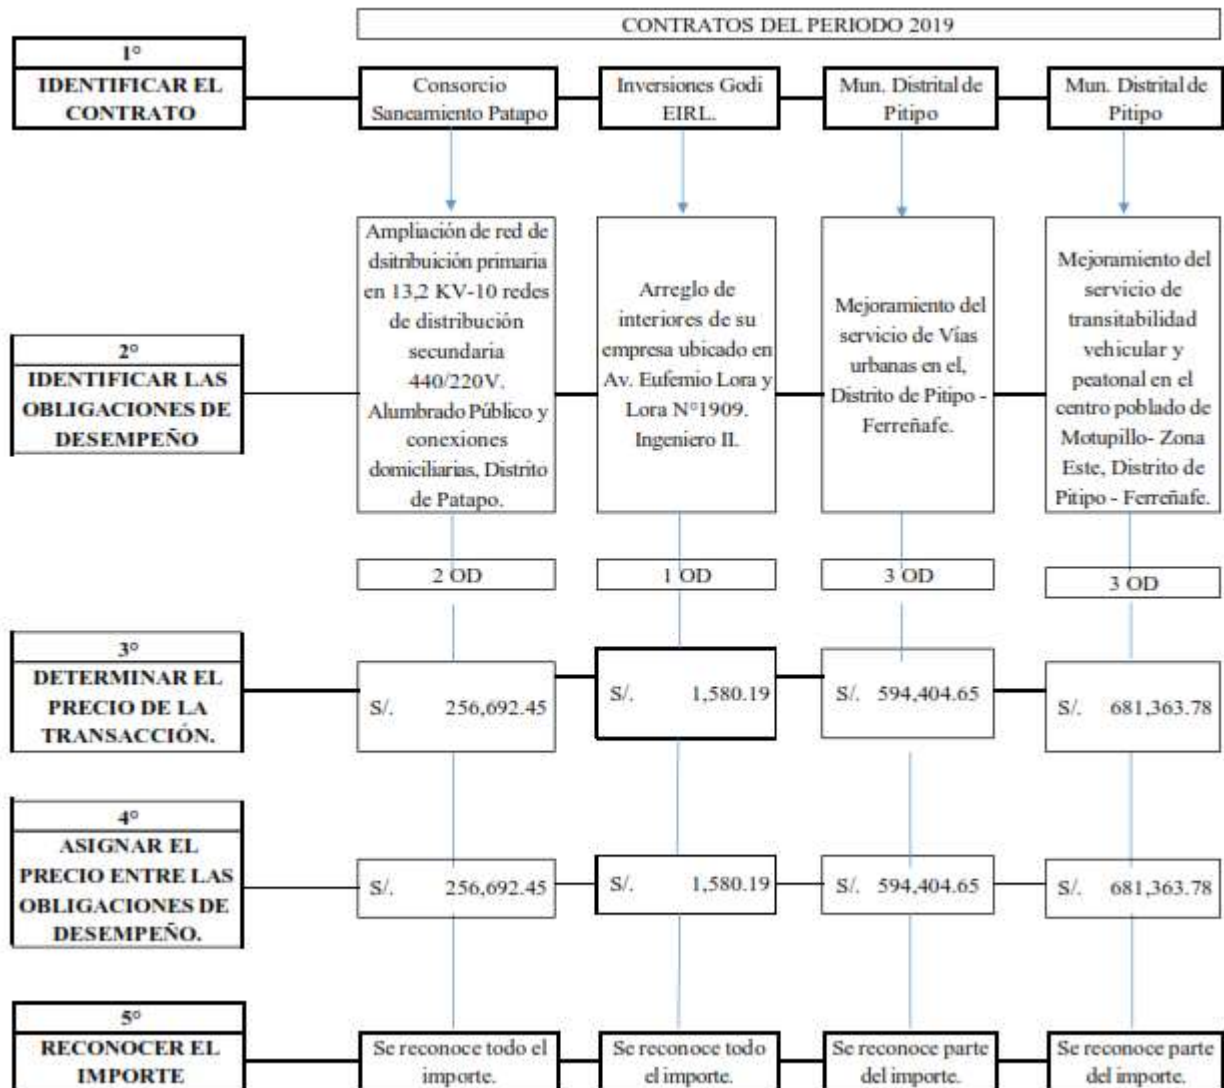 CONTRATOS DEL PERIODO 2019
1°
IDENTIFICAR EL
CONTRATO
Consorcio
Saneamiento Patapo
Inversiones Godi
EIRL.
Mun. Distrital de
Pitipo
Mun. Distrital de
Pitipo
2°
IDENTIFICAR LAS
OBLIGACIONES DE
DESEMPEÑO
Ampliación de red de
dsitribuición primaria
en 13,2 KV-10 redes
de distribución
secundaria
440/220V.
Alumbrado Público y
conexiones
domiciliarias, Distrito
de Patapo.
Arreglo de
interiores de su
empresa ubicado en
Av. Eufemio Lora y
Lora N°1909.
Ingeniero II.
Mejoramiento del
servicio de Vías
urbanas en el,
Distrito de Pitipo -
Ferreñafe.
Mejoramiento del
servicio de
transitabilidad
vehicular y
peatonal en el
centro poblado de
Motupillo- Zona
Este, Distrito de
Pitipo - Ferreñafe.
2 OD
1 OD
3 OD
3 OD
3°
DETERMINAR EL
PRECIO DE LA
TRANSACCIÓN.
S/. 256,692.45
S/. 1,580.19
S/. 594,404.65
S/. 681,363.78
4°
ASIGNAR EL
PRECIO ENTRE LAS
OBLIGACIONES DE
DESEMPEÑO.
S/. 256,692.45
S/. 1,580.19
S/. 594,404.65
S/. 681,363.78
5°
RECONOCER EL
IMPORTE
Se reconoce todo el
importe.
Se reconoce todo
el importe.
Se reconoce parte
del importe.
Se reconoce parte
del importe.